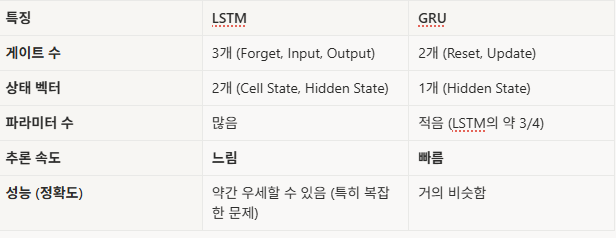 특징 LSTM GRU
게이트 수 3개 (Forget, Input, Output) 2개 (Reset, Update)
상태 벡터 2개 (Cell State, Hidden State) 1개 (Hidden State)
파라미터 수 많음 적음 (LSTM의 약 3/4)
추론 속도 느림 빠름
성능 (정확도) 약간 우세할 수 있음 (특히 복잡 거의 비슷함
한 문제)